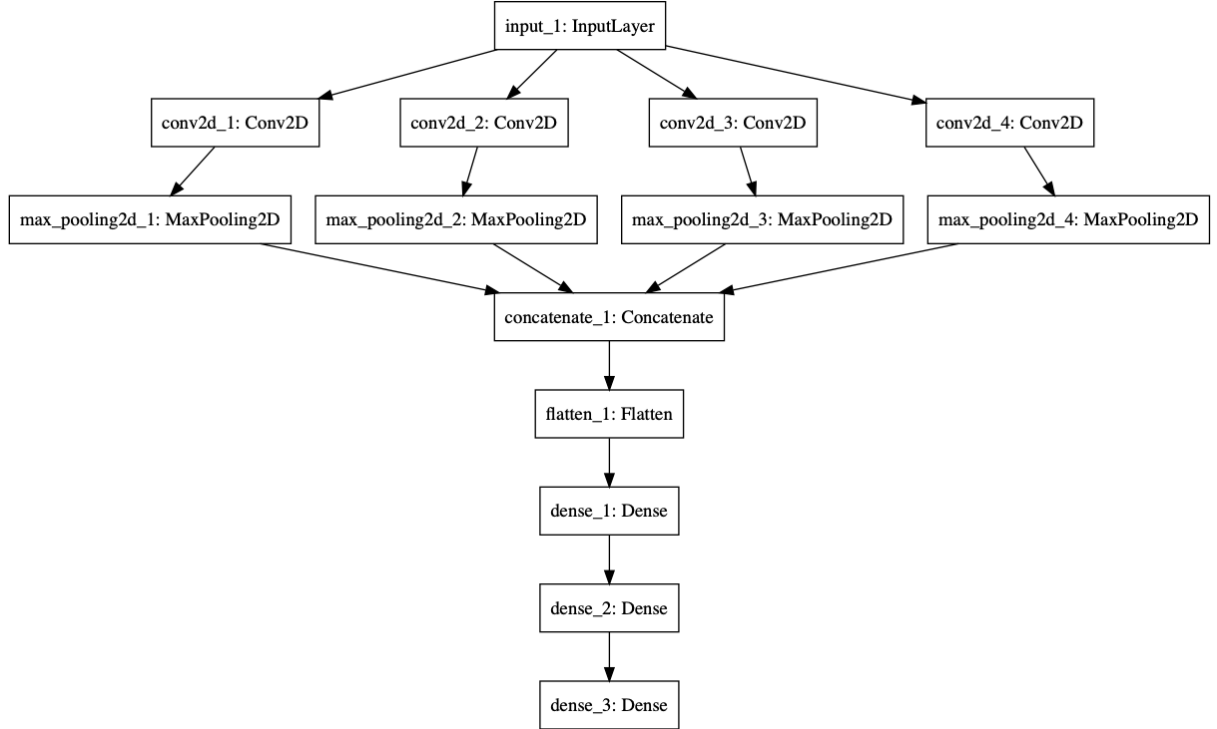 input_1: InputLayer
conv2d_1: Conv2D
conv2d_2: Conv2D
conv2d_3: Conv2D
conv2d_4: Conv2D
max_pooling2d_1: MaxPooling2D
max_pooling2d_2: MaxPooling2D
max_pooling2d_3: MaxPooling2D
max_pooling2d_4: MaxPooling2D
concatenate_1: Concatenate
flatten_1: Flatten
dense_1: Dense
dense_2: Dense
dense_3: Dense